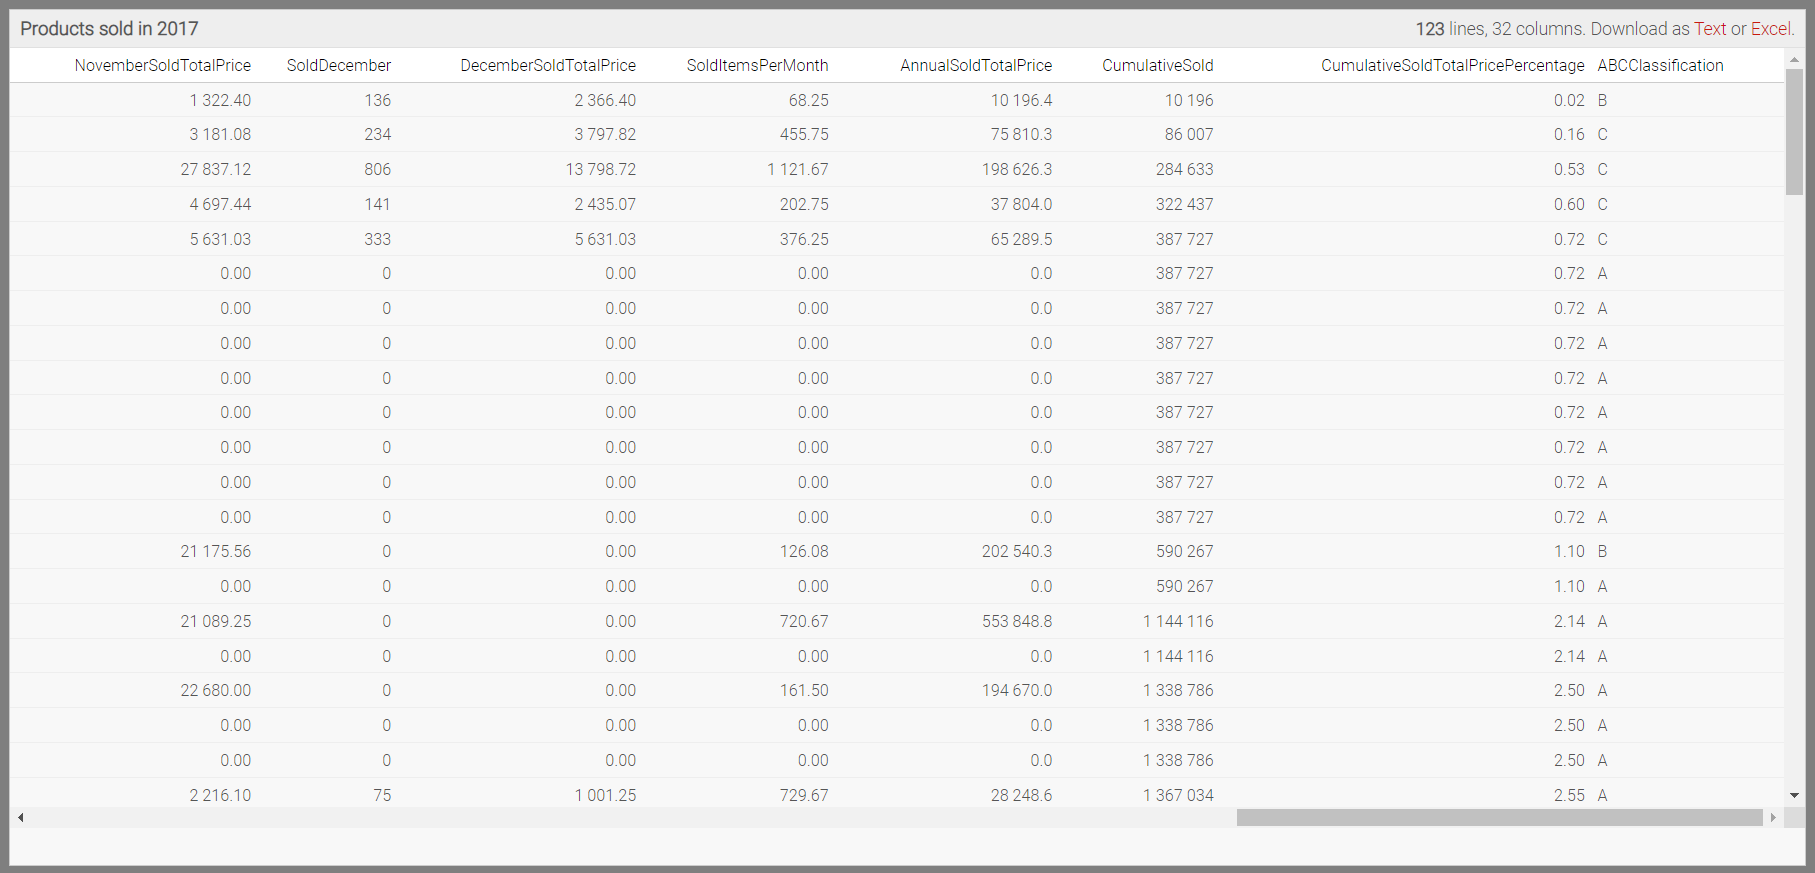 Products sold in 2017 123 lines, 32 columns. Download as Text or Excel.
NovemberSoldTotalPrice SoldDecember DecemberSoldTotalPrice SoldItemsPerMonth AnnualSoldTotalPrice CumulativeSold CumulativeSoldTotalPricePercentage ABCClassification
1 322.40 136 2 366.40 68.25 10 196.4 10 196 0.02 B
3 181.08 234 3 797.82 455.75 75 810.3 86 007 0.16 C
27 837.12 806 13 798.72 1 121.67 198 626.3 284 633 0.53 C
4 697.44 141 2 435.07 202.75 37 804.0 322 437 0.60 C
5 631.03 333 5 631.03 376.25 65 289.5 387 727 0.72 C
0.00 0 0.00 0.00 0.0 387 727 0.72 A
0.00 0 0.00 0.00 0.0 387 727 0.72 A
0.00 0 0.00 0.00 0.0 387 727 0.72 A
0.00 0 0.00 0.00 0.0 387 727 0.72 A
0.00 0 0.00 0.00 0.0 387 727 0.72 A
0.00 0 0.00 0.00 0.0 387 727 0.72 A
0.00 0 0.00 0.00 0.0 387 727 0.72 A
0.00 0 0.00 0.00 0.0 387 727 0.72 A
21 175.56 0 0.00 126.08 202 540.3 590 267 1.10 B
0.00 0 0.00 0.00 0.0 590 267 1.10 A
21 089.25 0 0.00 720.67 553 848.8 1 144 116 2.14 A
0.00 0 0.00 0.00 0.0 1 144 116 2.14 A
22 680.00 0 0.00 161.50 194 670.0 1 338 786 2.50 A
0.00 0 0.00 0.00 0.0 1 338 786 2.50 A
0.00 0 0.00 0.00 0.0 1 338 786 2.50 A
2 216.10 75 1 001.25 729.67 28 248.6 1 367 034 2.55 A